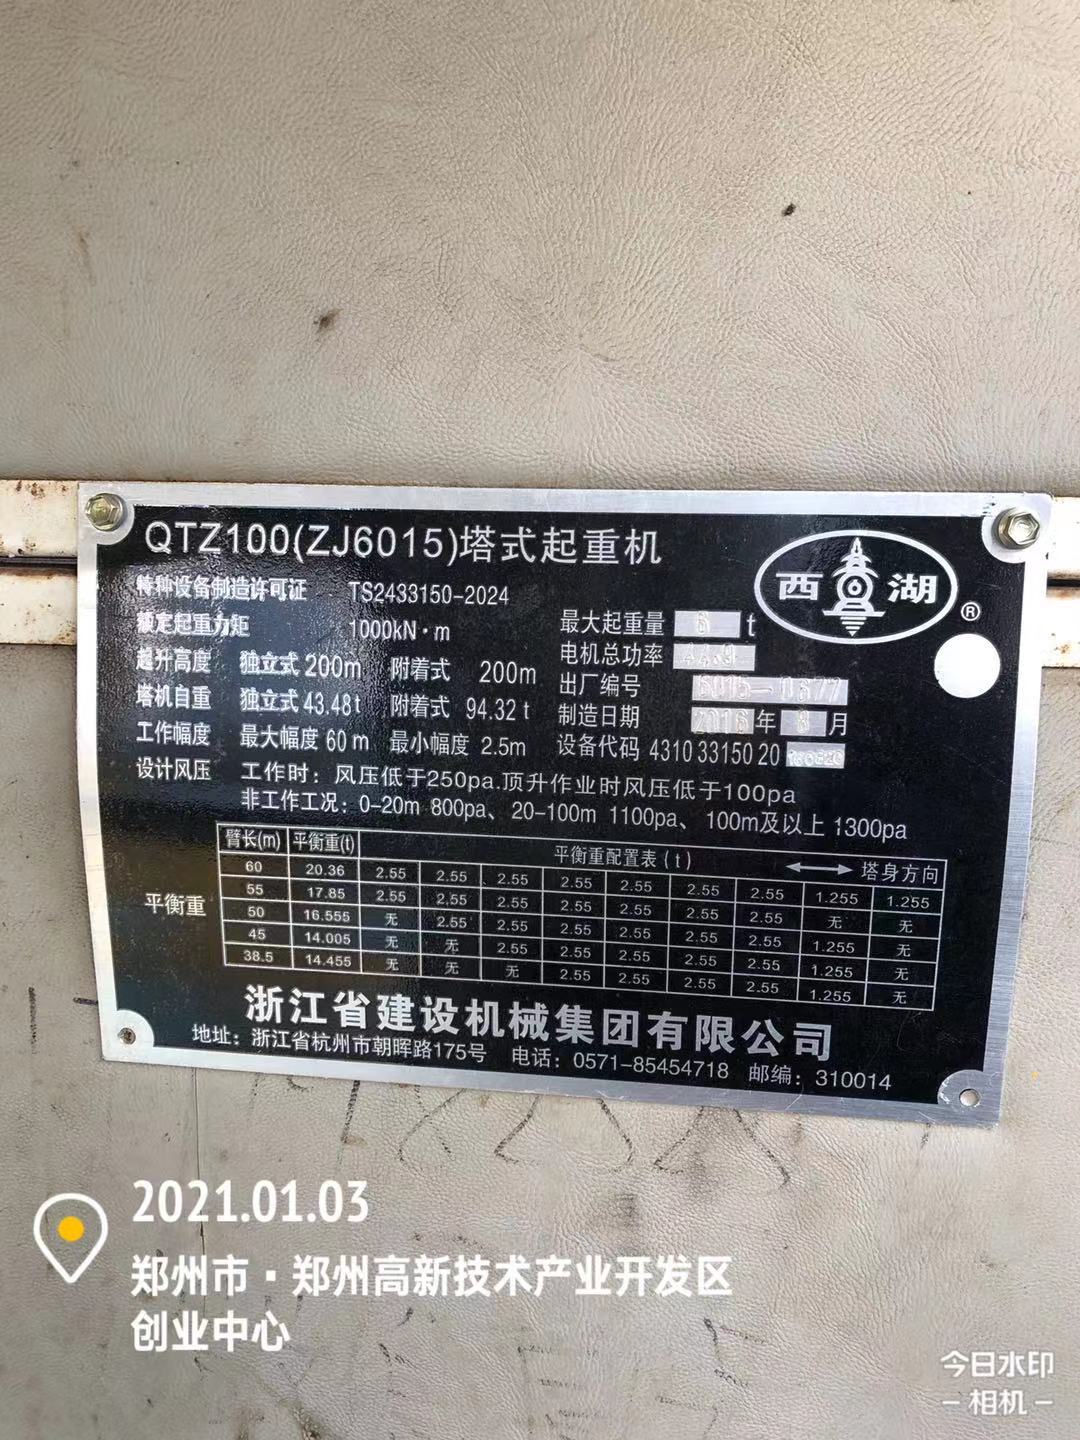 QTZ100(ZJ6015)塔式起重机
西湖®
特种设备制造许可证 TS2433150-2024
额定起重力矩 1000kN·m 最大起重量 6 t
起升高度 独立式 200m 附着式 200m 电机总功率 44.9
塔机自重 独立式 43.48t 附着式 94.32 t 出厂编号 6015-0677
工作幅度 最大幅度 60 m 最小幅度 2.5m 制造日期 2016 年 8 月
设备代码 4310 33150 20
设计风压 工作时：风压低于250pa.顶升作业时风压低于100pa
非工作工况：0-20m 800pa、20-100m 1100pa、100m及以上 1300pa
平衡重
臂长(m) 平衡重(t) 平衡重配置表(t) 塔身方向
60 20.36 2.55 2.55 2.55 2.55 2.55 2.55 2.55 1.255 1.255
55 17.85 2.55 2.55 2.55 2.55 2.55 2.55 2.55 无 无
50 16.555 无 2.55 2.55 2.55 2.55 2.55 2.55 1.255 无
45 14.005 无 无 2.55 2.55 2.55 2.55 2.55 1.255 无
38.5 14.455 无 无 无 2.55 2.55 2.55 2.55 1.255 无
浙江省建设机械集团有限公司
地址：浙江省杭州市朝晖路175号 电话：0571-85454718 邮编：310014
2021.01.03
郑州市·郑州高新技术产业开发区
创业中心
今日水印
-相机-